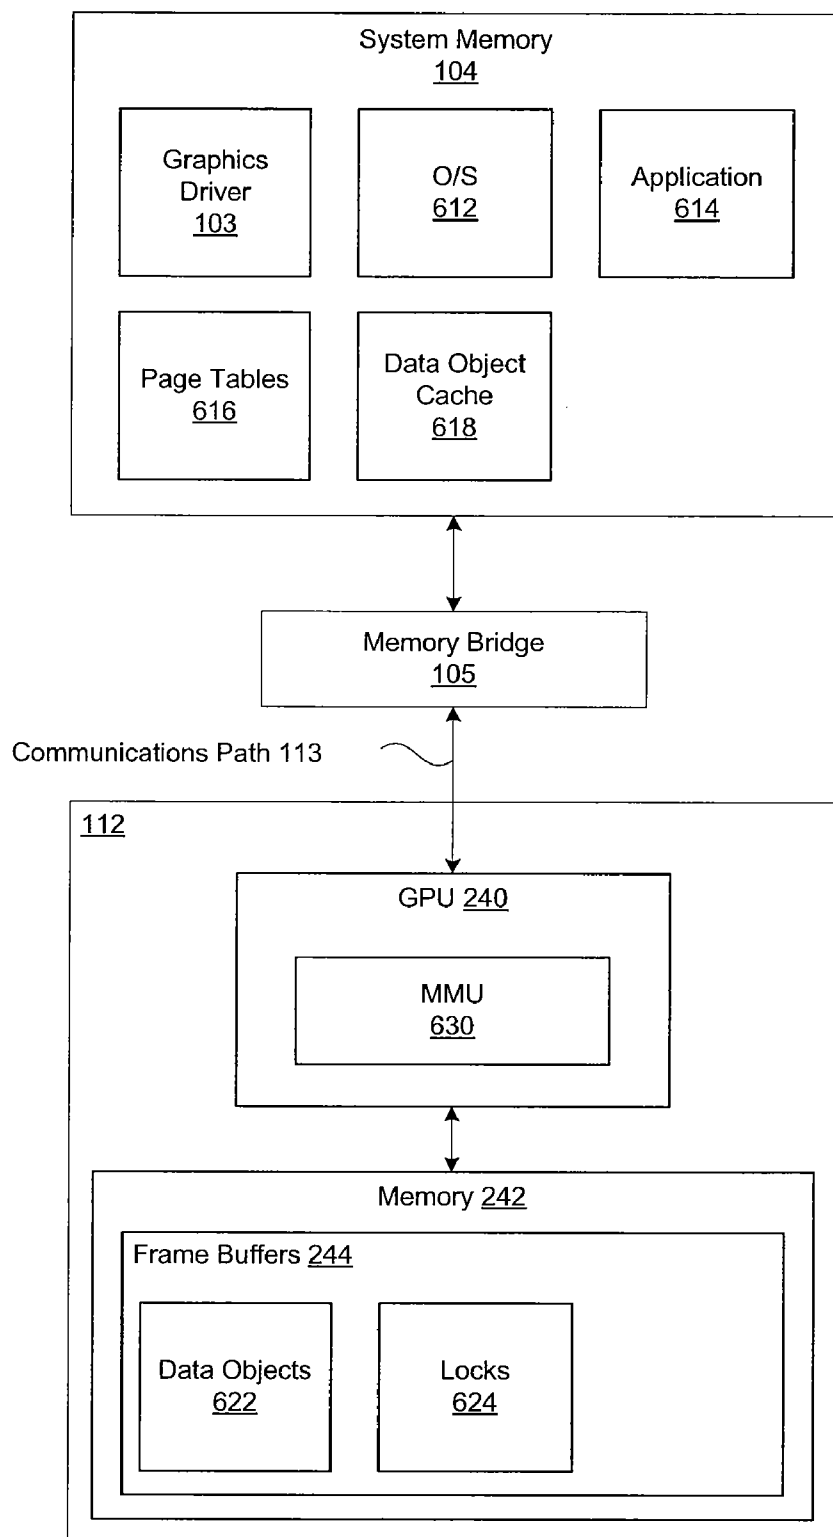 System Memory
104
Graphics
Driver
103
O/S
612
Application
614
Page Tables
616
Data Object
Cache
618
Memory Bridge
105
Communications Path 113
112
GPU 240
MMU
630
Memory 242
Frame Buffers 244
Data Objects
622
Locks
624